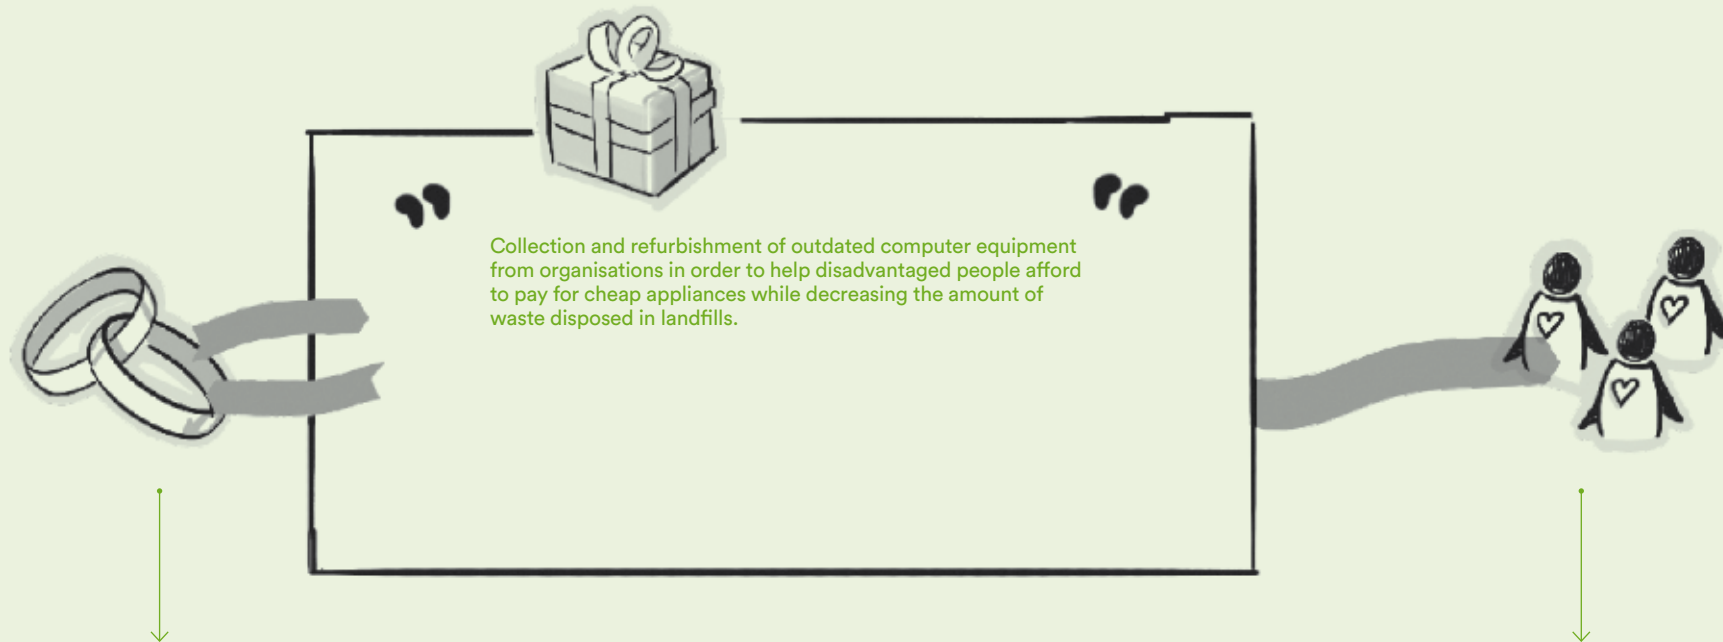 Collection and refurbishment of outdated computer equipment
from organisations in order to help disadvantaged people afford
to pay for cheap appliances while decreasing the amount of
waste disposed in landfills.